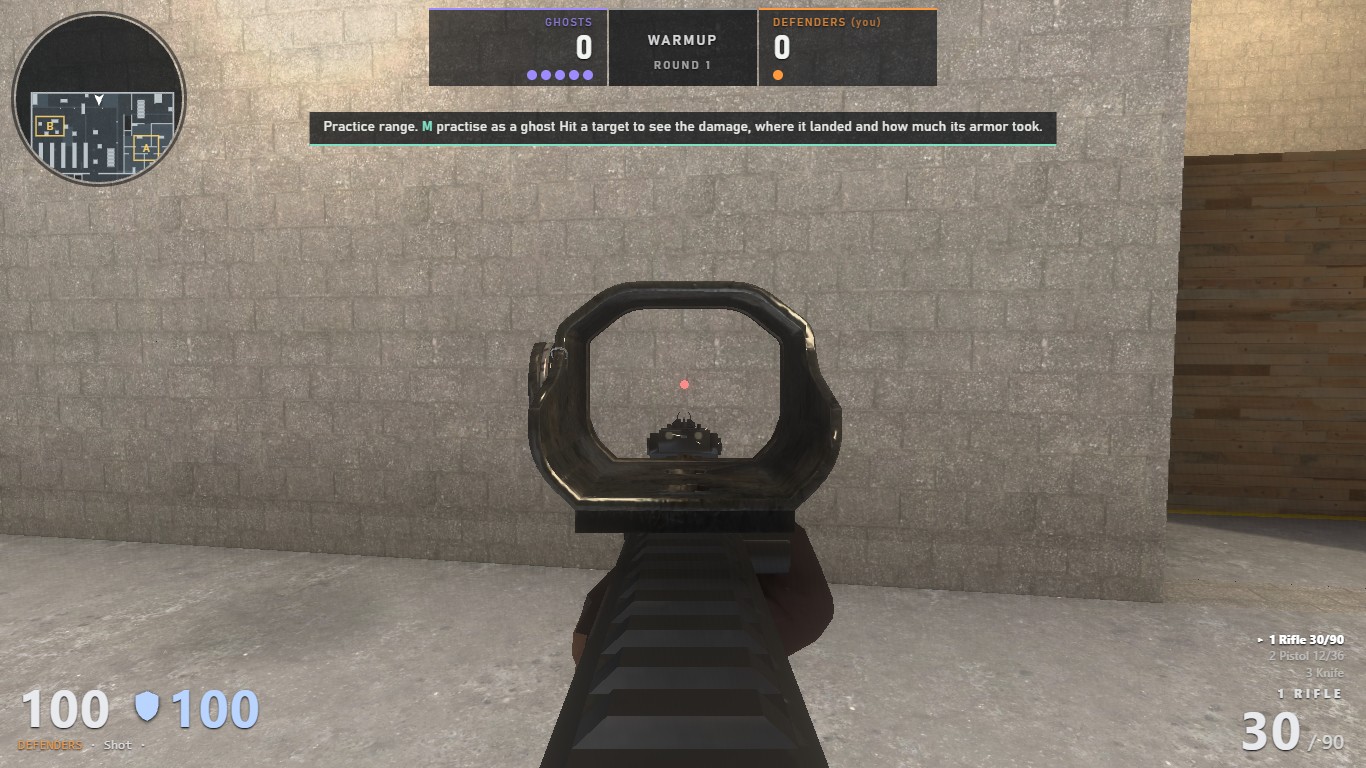 GHOSTS
0
WARMUP
ROUND 1
DEFENDERS (you)
0
Practice range. M practise as a ghost Hit a target to see the damage, where it landed and how much its armor took.
B
A
1 Rifle 30/90
2 Pistol 12/36
3 Knife
1 RIFLE
30 / 90
100 100
DEFENDERS · Shot ·